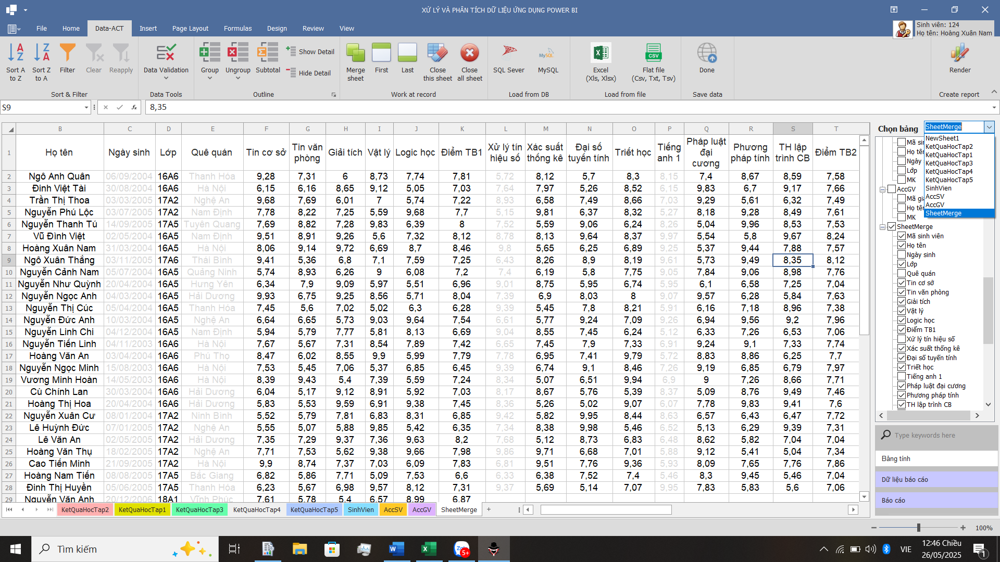 XỬ LÝ VÀ PHÂN TÍCH DỮ LIỆU ỨNG DỤNG POWER BI
File Home Data-ACT Insert Page Layout Formulas Design Review View
Sinh viên: 124
Họ tên: Hoàng Xuân Nam
Sort A to Z Sort Z to A Filter Clear Reapply
Sort & Filter
Data Validation
Data Tools
Group Ungroup Subtotal Show Detail Hide Detail
Outline
Merge sheet First Last Close this sheet Close all sheet
Work at record
SQL Sever MySQL
Load from DB
Excel (Xls, Xlsx) Flat file (Csv, Txt, Tsv)
Load from file
Done
Save data
Render
Create report
S9 fx 8,35
B C D E F G H I J K L M N O P Q R S T
1 Họ tên Ngày sinh Lớp Quê quán Tin cơ sở Tin văn phòng Giải tích Vật lý Logic học Điểm TB1 Xử lý tín hiệu số Xác suất thống kê Đại số tuyến tính Triết học Tiếng anh 1 Pháp luật đại cương Phương pháp tính TH lập trình CB Điểm TB2
2 Ngô Anh Quân 06/09/2004 16A6 Thanh Hóa 9,28 7,31 6 8,73 7,74 7,81 5,72 8,12 5,7 8,3 8,15 7,4 8,67 8,59 7,58
3 Đinh Việt Tài 30/08/2004 16A6 Hà Nội 6,15 6,16 8,65 9,12 5,05 7,03 7,64 7,97 5,26 8,52 6,15 9,83 6,7 9,17 7,66
4 Trần Thị Thoa 03/03/2005 17A2 Nghệ An 9,68 7,69 6,01 7 5,74 7,22 8,93 6,58 7,49 8,66 7,03 9,29 5,61 6,32 7,49
5 Nguyễn Phú Lộc 03/07/2005 17A2 Nam Định 7,78 8,22 7,25 5,59 9,68 7,7 5,15 9,81 6,37 8,32 5,27 8,18 9,28 8,49 7,61
6 Nguyễn Thanh Tú 14/09/2005 17A5 Tuyên Quang 7,69 8,82 7,28 9,83 6,39 8 7,52 5,59 9,06 6,24 8,26 5,04 9,96 8,53 7,53
7 Vũ Đình Việt 02/05/2004 16A5 Nam Định 9,51 8,91 9,26 5,6 7,32 8,12 8,78 8,13 9,64 8,37 9,97 5,54 5,8 9,67 8,24
8 Hoàng Xuân Nam 31/03/2004 16A5 Hà Nội 8,06 9,14 9,72 6,69 8,7 8,46 9,8 5,65 6,25 6,89 9,25 5,37 9,44 7,88 7,57
9 Ngô Xuân Thắng 03/11/2005 17A6 Thái Bình 9,41 5,36 6,8 7,1 7,59 7,25 6,43 8,26 8,9 8,19 9,61 5,73 9,49 8,35 8,12
10 Nguyễn Cảnh Nam 05/07/2004 16A5 Quảng Ninh 5,74 8,93 6,26 9 6,08 7,2 7,4 6,19 5,8 7,75 9,05 7,84 9,06 8,98 7,76
11 Nguyễn Như Quỳnh 20/04/2004 16A5 Hưng Yên 6,34 7,9 9,09 5,97 5,51 6,96 9,01 8,75 5,95 6,74 5,95 6,1 6,58 7,25 7,04
12 Nguyễn Ngọc Anh 04/03/2004 16A5 Hải Dương 9,93 6,75 9,25 8,56 5,71 8,04 7,39 6,9 8,03 8 9,07 9,57 6,28 5,84 7,63
13 Nguyễn Thị Cúc 05/04/2004 16A5 Thanh Hóa 7,45 5,6 7,02 5,02 6,3 6,28 9,39 5,45 7,8 8,21 5,91 6,16 7,18 8,96 7,38
14 Nguyễn Đức Anh 10/03/2004 16A5 Nghệ An 6,64 6,65 5,73 9,03 9,64 7,54 6,61 5,77 9,24 7,09 9,26 6,94 9,56 9,2 7,96
15 Nguyễn Linh Chi 04/12/2004 16A5 Nam Định 5,94 5,79 7,77 5,81 8,13 6,69 9,04 8,55 7,45 6,24 5,12 6,33 7,26 6,53 7,06
16 Nguyễn Tiến Linh 04/11/2003 16A6 Hà Nội 7,67 5,67 7,31 8,54 7,89 7,42 6,65 7,45 7,9 7,33 6,91 9,24 9,1 7,33 7,74
17 Hoàng Văn An 03/04/2004 16A6 Phú Thọ 8,47 6,02 8,55 9,9 5,99 7,79 7,78 6,95 7,41 9,79 5,72 8,83 8,86 6,25 7,7
18 Nguyễn Ngọc Minh 15/08/2003 16A6 Hà Nội 7,53 5,45 7,06 5,37 6,85 6,45 9,39 6,74 9,1 8,46 7,26 9,19 6,85 6,79 7,97
19 Vương Minh Hoàn 14/05/2003 16A6 Hà Nội 8,39 9,43 5,4 7,39 5,59 7,24 8,34 5,07 6,51 9,94 6,9 9 7,26 8,66 7,71
20 Cù Chính Lan 30/03/2004 16A6 Hải Dương 6,04 5,17 9,12 8,91 5,92 7,03 8,17 8,67 5,76 5,39 8,37 5,09 8,76 9,49 7,46
21 Hoàng Thị Hoa 20/04/2004 16A6 Hải Dương 5,83 5,53 9,59 6,91 9,38 7,45 8,36 5,26 5,02 9,07 6,07 7,78 9,83 9,41 7,6
22 Nguyễn Xuân Cư 08/01/2004 17A2 Ninh Bình 5,52 5,79 7,81 6,83 8,31 6,85 9,42 5,82 9,95 8,44 8,63 6,57 6,43 6,47 7,72
23 Lê Huỳnh Đức 07/01/2005 17A2 Nghệ An 5,55 5,07 5,88 9,85 5,42 6,35 7,34 8,38 9,98 5,46 6,52 5,13 6,29 9,39 7,31
24 Lê Văn An 02/05/2005 17A2 Hải Dương 7,35 7,29 9,37 7,36 9,63 8,2 7,68 5,12 8,73 6,83 6,48 8,62 5,82 7,04 7,04
25 Hoàng Văn Thụ 18/02/2005 17A2 Nghệ An 7,71 7,53 5,62 9,38 9,66 7,98 9,86 9,71 6,68 7,01 5,88 9,12 5,41 5,04 7,34
26 Cao Tiến Minh 21/09/2005 17A2 Hà Nội 9,9 8,74 7,37 7,03 6,09 7,83 6,81 9,51 7,76 9,36 5,93 8,09 7,65 7,76 7,86
27 Hoàng Nam Tiến 08/08/2005 17A5 Bắc Giang 6,82 5,86 7,71 5,09 7,53 6,6 6,33 6,38 7,52 7,4 5,46 8,3 9,45 5,46 7,04
28 Đinh Thị Huyền 05/06/2005 17A5 Thanh Hóa 6,23 5,67 6,98 9,57 8,12 7,31 9,37 5,69 5,14 7,07 9,95 7,83 5,83 5,6 7,06
29 Nguyễn Văn Anh 20/12/2006 18A1 Vĩnh Phúc 7,61 5,78 5,4 6,57 8,99 6,87
KetQuaHocTap2 KetQuaHocTap1 KetQuaHocTap3 KetQuaHocTap4 KetQuaHocTap5 SinhVien AccSV AccGV SheetMerge +
Chọn bảng SheetMerge
NewSheet1
KetQuaHocTap2
KetQuaHocTap1
KetQuaHocTap3
KetQuaHocTap4
KetQuaHocTap5
SinhVien
AccSV
AccGV
SheetMerge
Mã
Họ
Ngày
Lớp
MK
AccGV
Mã
Họ
MK
SheetMerge
Mã sinh viên
Họ tên
Ngày sinh
Lớp
Quê quán
Tin cơ sở
Tin văn phòng
Giải tích
Vật lý
Logic học
Điểm TB1
Xử lý tín hiệu số
Xác suất thống kê
Đại số tuyến tính
Triết học
Tiếng anh 1
Pháp luật đại cương
Phương pháp tính
TH lập trình CB
Type keywords here
Bảng tính
Dữ liệu báo cáo
Báo cáo
100%
Tìm kiếm
5+
VIE
12:46 Chiều
26/05/2025
1